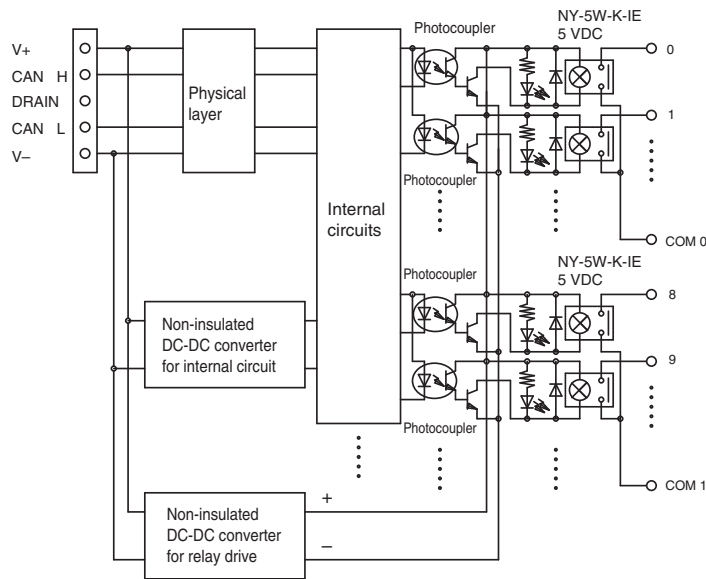 NY-5W-K-IE
5 VDC
Photocoupler
V+
CAN H
DRAIN
CAN L
V–
Physical
layer
Internal
circuits
0
1
Photocoupler
COM 0
NY-5W-K-IE
5 VDC
Photocoupler
8
9
Non-insulated
DC-DC converter
for internal circuit
Photocoupler
COM 1
+
Non-insulated
DC-DC converter
for relay drive
–